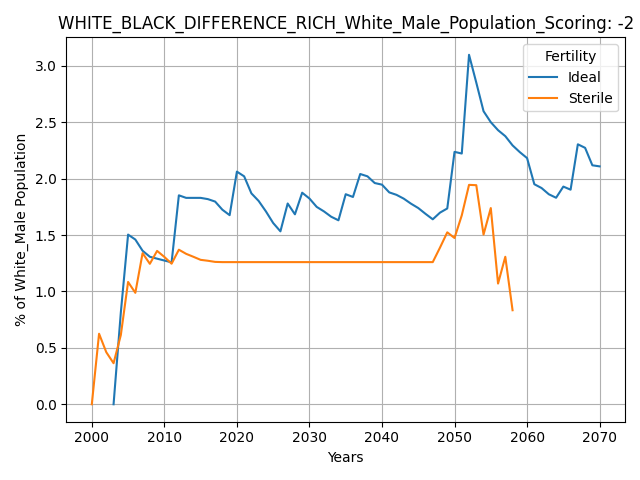 WHITE_BLACK_DIFFERENCE_RICH_White_Male_Population_Scoring: -2
Fertility
Ideal
Sterile
% of White_Male Population
3.0
2.5
2.0
1.5
1.0
0.5
0.0
2000 2010 2020 2030 2040 2050 2060 2070
Years